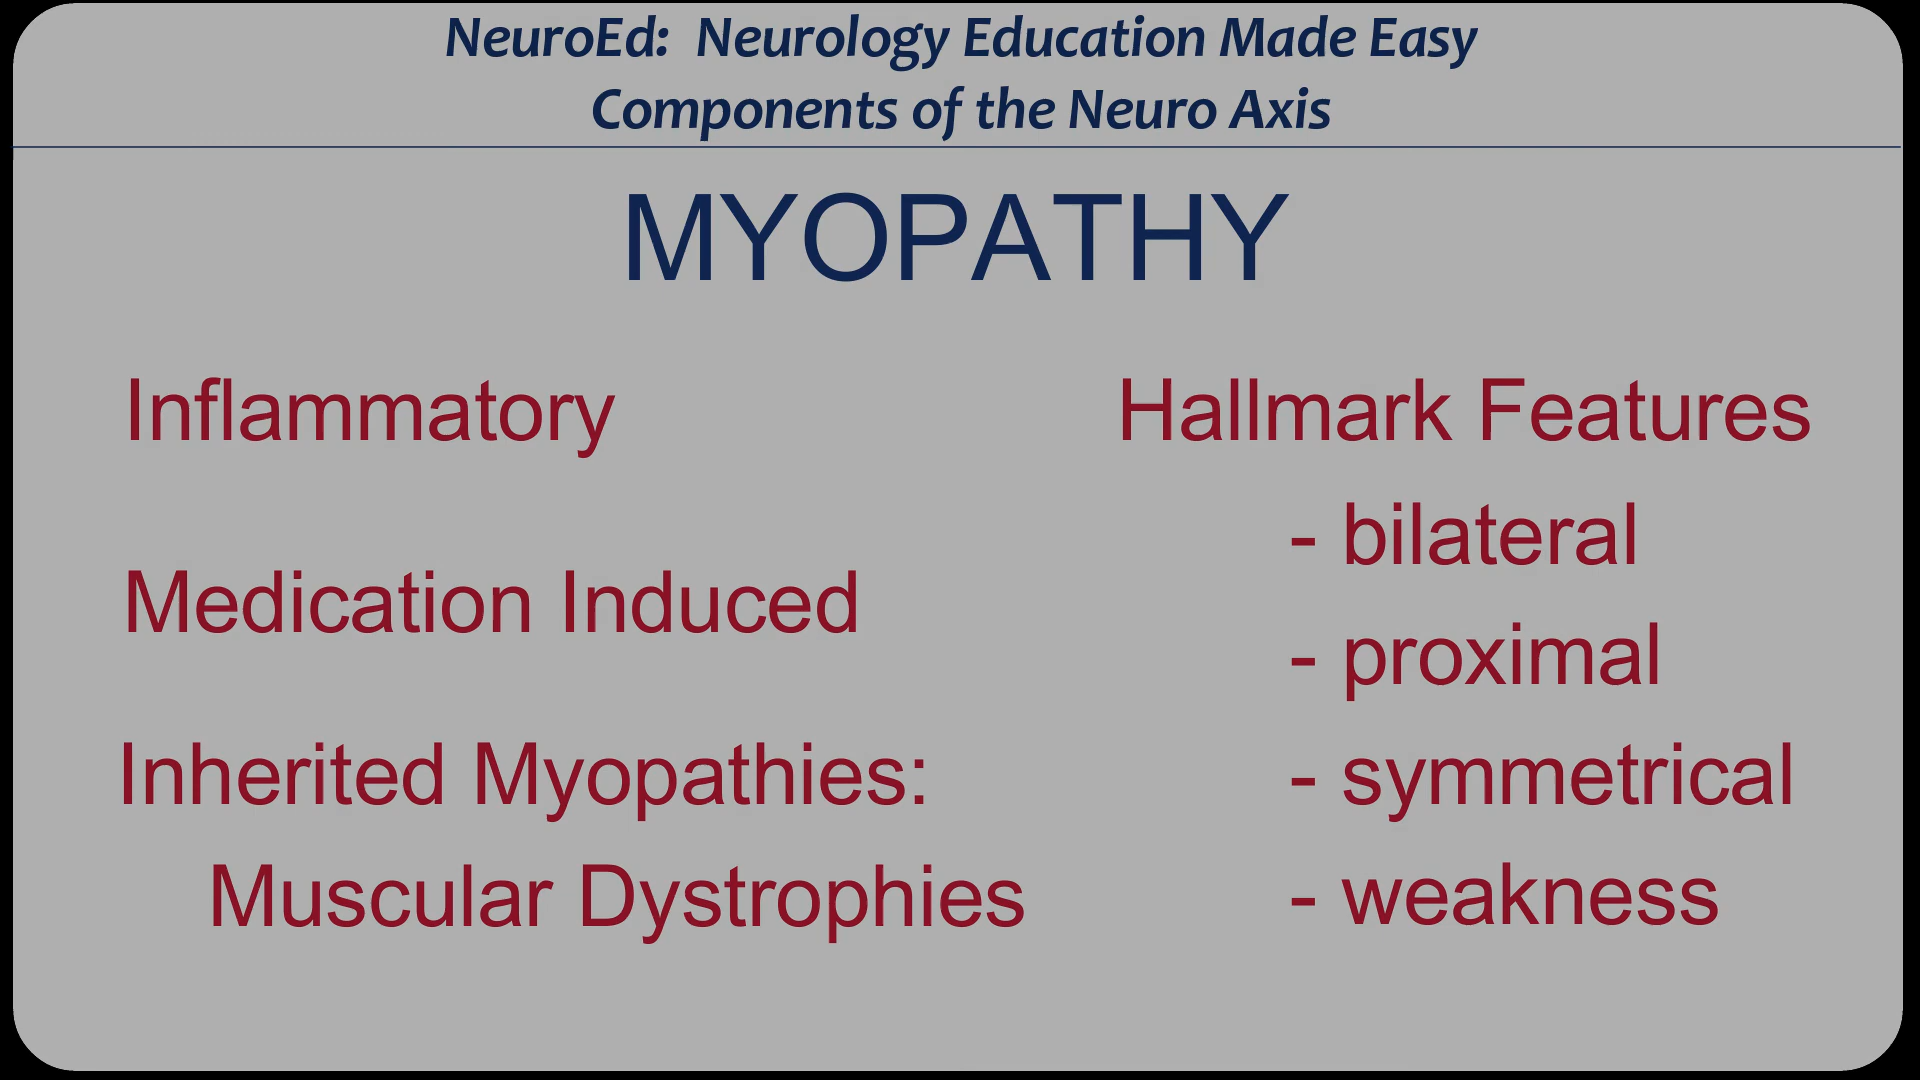 NeuroEd: Neurology Education Made Easy
Components of the Neuro Axis
MYOPATHY
Inflammatory
Medication Induced
Inherited Myopathies:
Muscular Dystrophies
Hallmark Features
- bilateral
- proximal
- symmetrical
- weakness